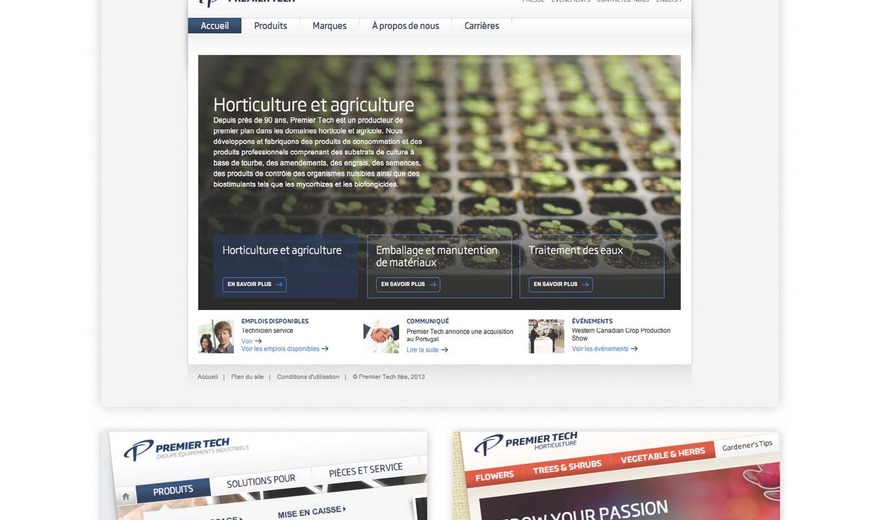 PREMIER TECH
PRESSE ÉVÉNEMENTS CONTACTEZ-NOUS ENGLISH
Accueil Produits Marques À propos de nous Carrières
Horticulture et agriculture
Depuis près de 90 ans, Premier Tech est un producteur de
premier plan dans les domaines horticole et agricole. Nous
développons et fabriquons des produits de consommation et des
produits professionnels comprenant des substrats de culture à
base de tourbe, des amendements, des engrais, des semences,
des produits de contrôle des organismes nuisibles ainsi que des
biostimulants tels que les mycorhizes et les biofongicides.
Horticulture et agriculture
EN SAVOIR PLUS →
Emballage et manutention
de matériaux
EN SAVOIR PLUS →
Traitement des eaux
EN SAVOIR PLUS →
EMPLOIS DISPONIBLES
Technicien service
Voir →
Voir les emplois disponibles →
COMMUNIQUÉ
Premier Tech annonce une acquisition
au Portugal
Lire la suite →
ÉVÉNEMENTS
Western Canadian Crop Production
Show
Voir les événements →
Accueil | Plan du site | Conditions d'utilisation | © Premier Tech ltée, 2013
PREMIER TECH
GROUPE ÉQUIPEMENTS INDUSTRIELS
PRODUITS SOLUTIONS POUR PIÈCES ET SERVICE
MISE EN CAISSE
PREMIER TECH
HORTICULTURE
FLOWERS TREES & SHRUBS VEGETABLE & HERBS Gardener's Tips
YOUR PASSION